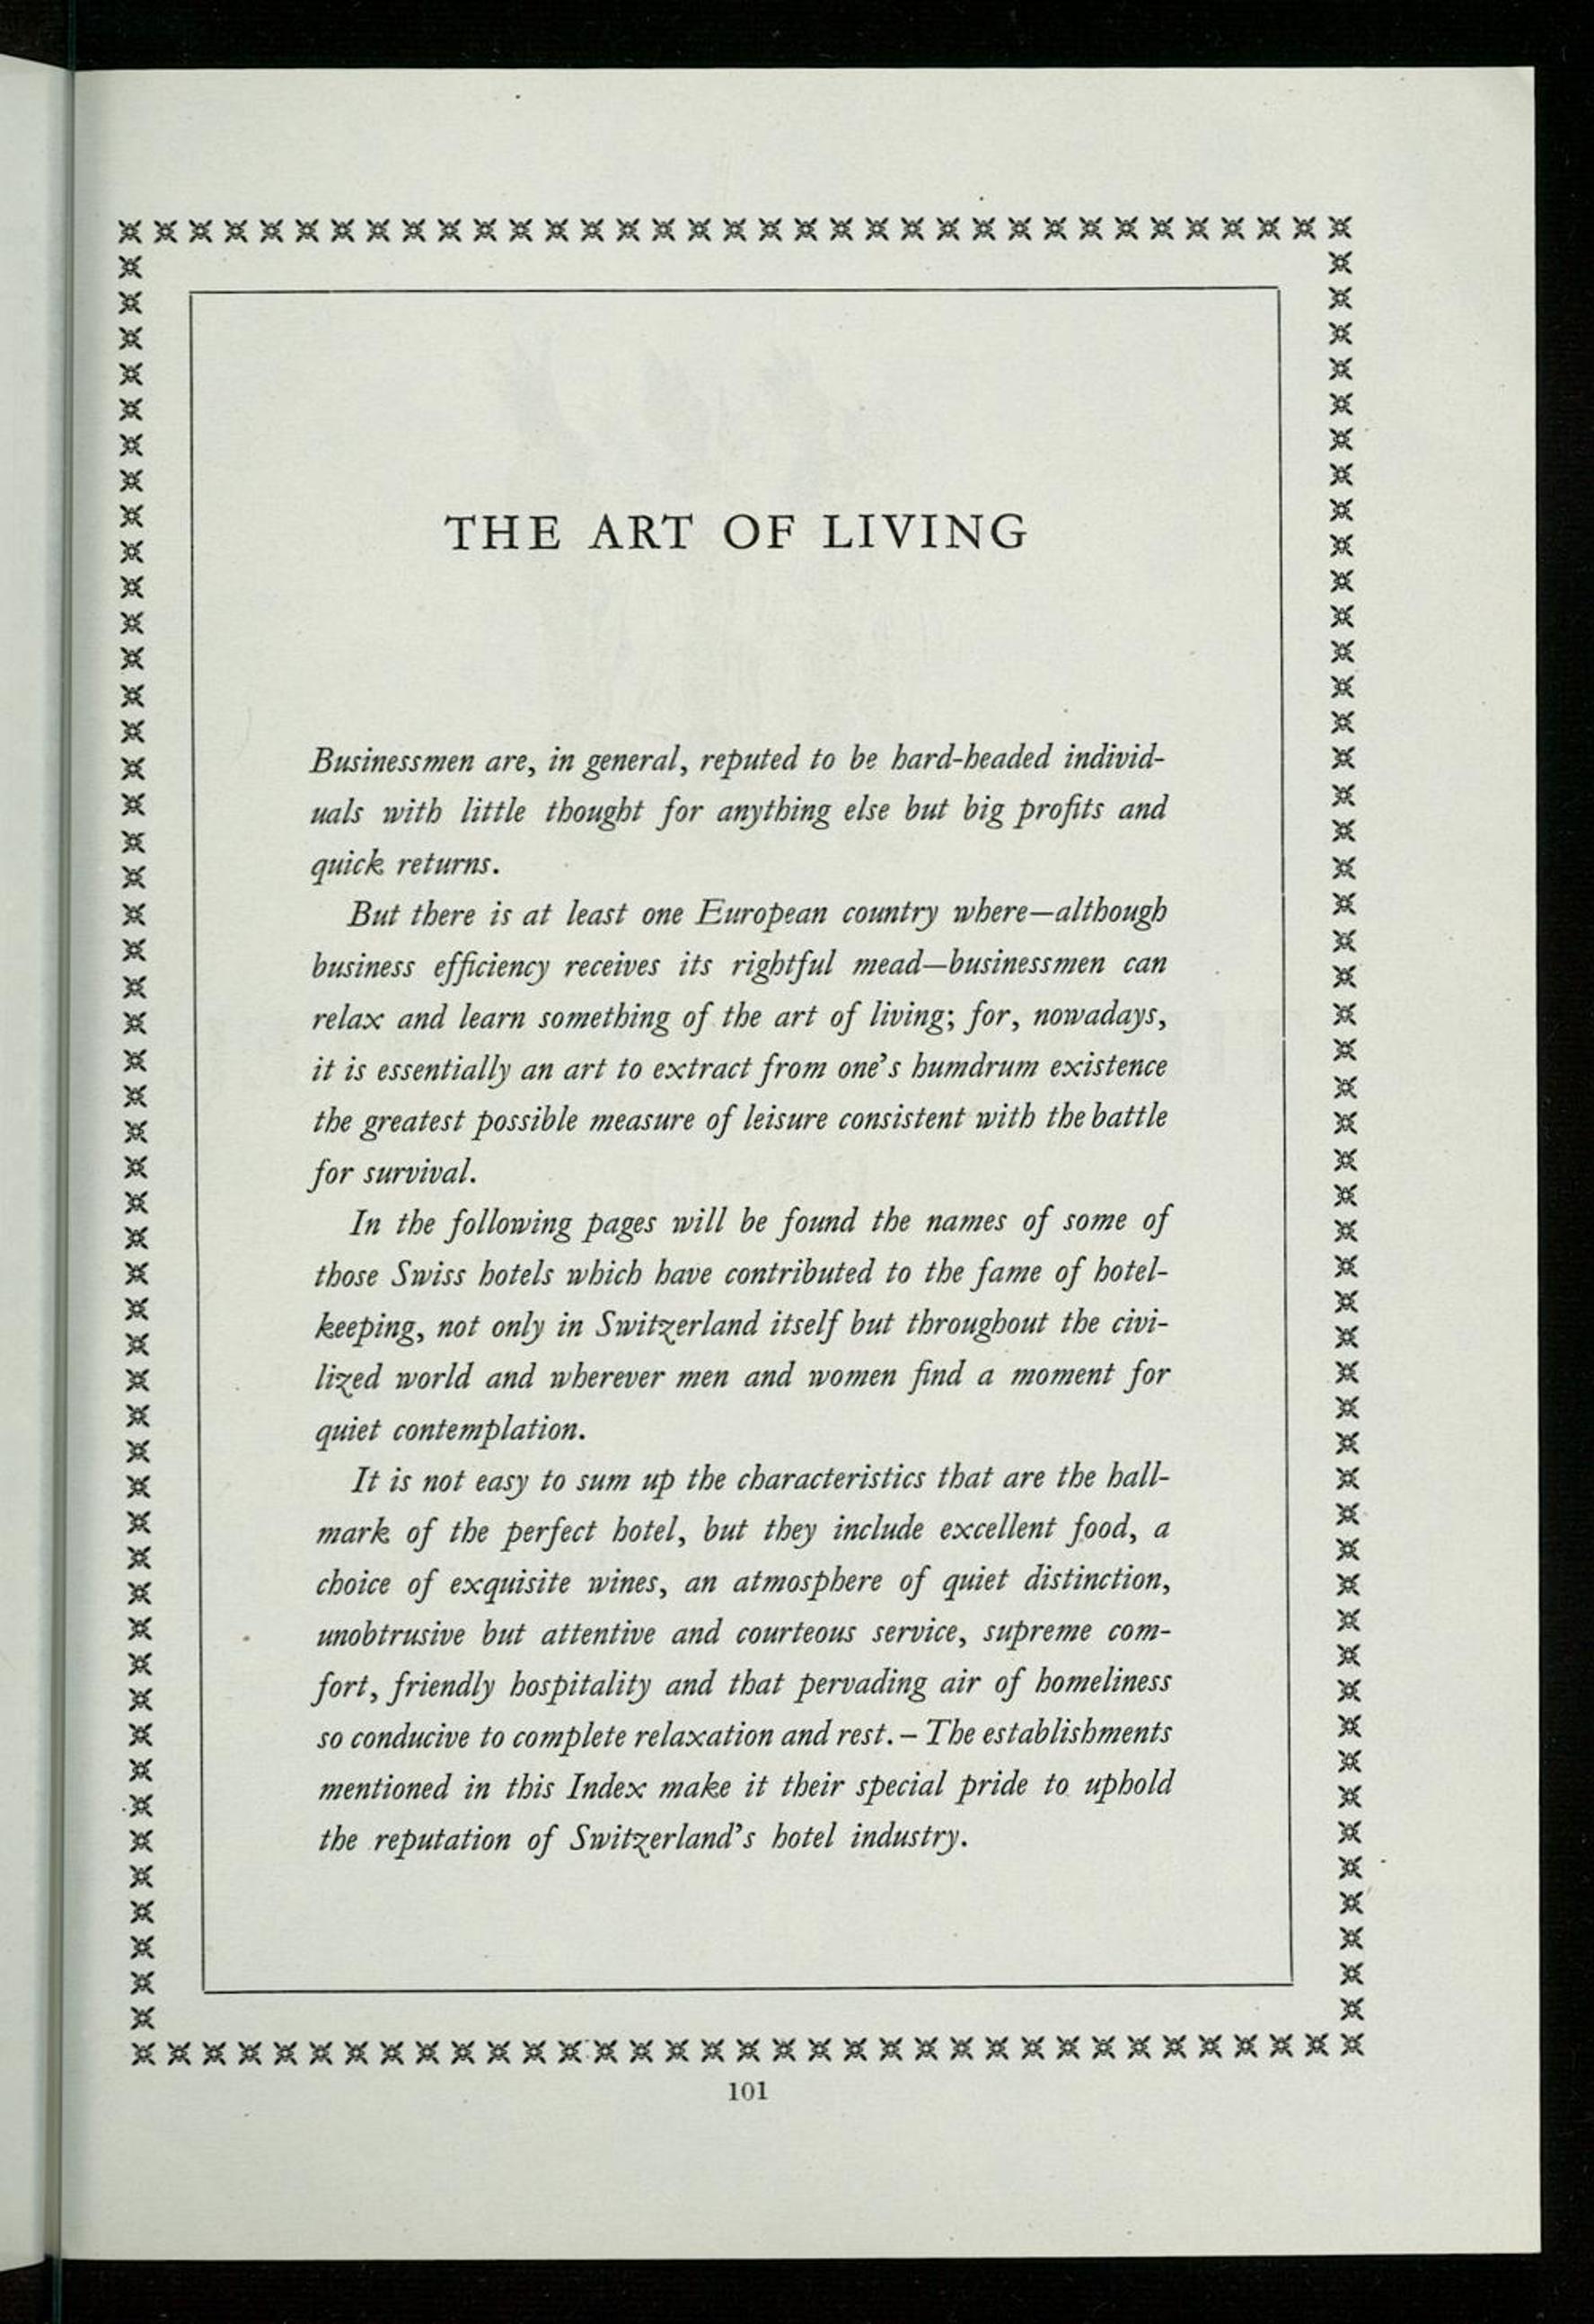 THE ART OF LIVING
Businessmen are, in general, reputed to be hard-headed individ-
uals with little thought for anything else but big profits and
quick returns.
But there is at least one European country where—although
business efficiency receives its rightful mead—businessmen can
relax and learn something of the art of living; for, nowadays,
it is essentially an art to extract from one's humdrum existence
the greatest possible measure of leisure consistent with the battle
for survival.
In the following pages will be found the names of some of
those Swiss hotels which have contributed to the fame of hotel-
keeping, not only in Switzerland itself but throughout the civi-
lized world and wherever men and women find a moment for
quiet contemplation.
It is not easy to sum up the characteristics that are the hall-
mark of the perfect hotel, but they include excellent food, a
choice of exquisite wines, an atmosphere of quiet distinction,
unobtrusive but attentive and courteous service, supreme com-
fort, friendly hospitality and that pervading air of homeliness
so conducive to complete relaxation and rest. – The establishments
mentioned in this Index make it their special pride to uphold
the reputation of Switzerland's hotel industry.
101